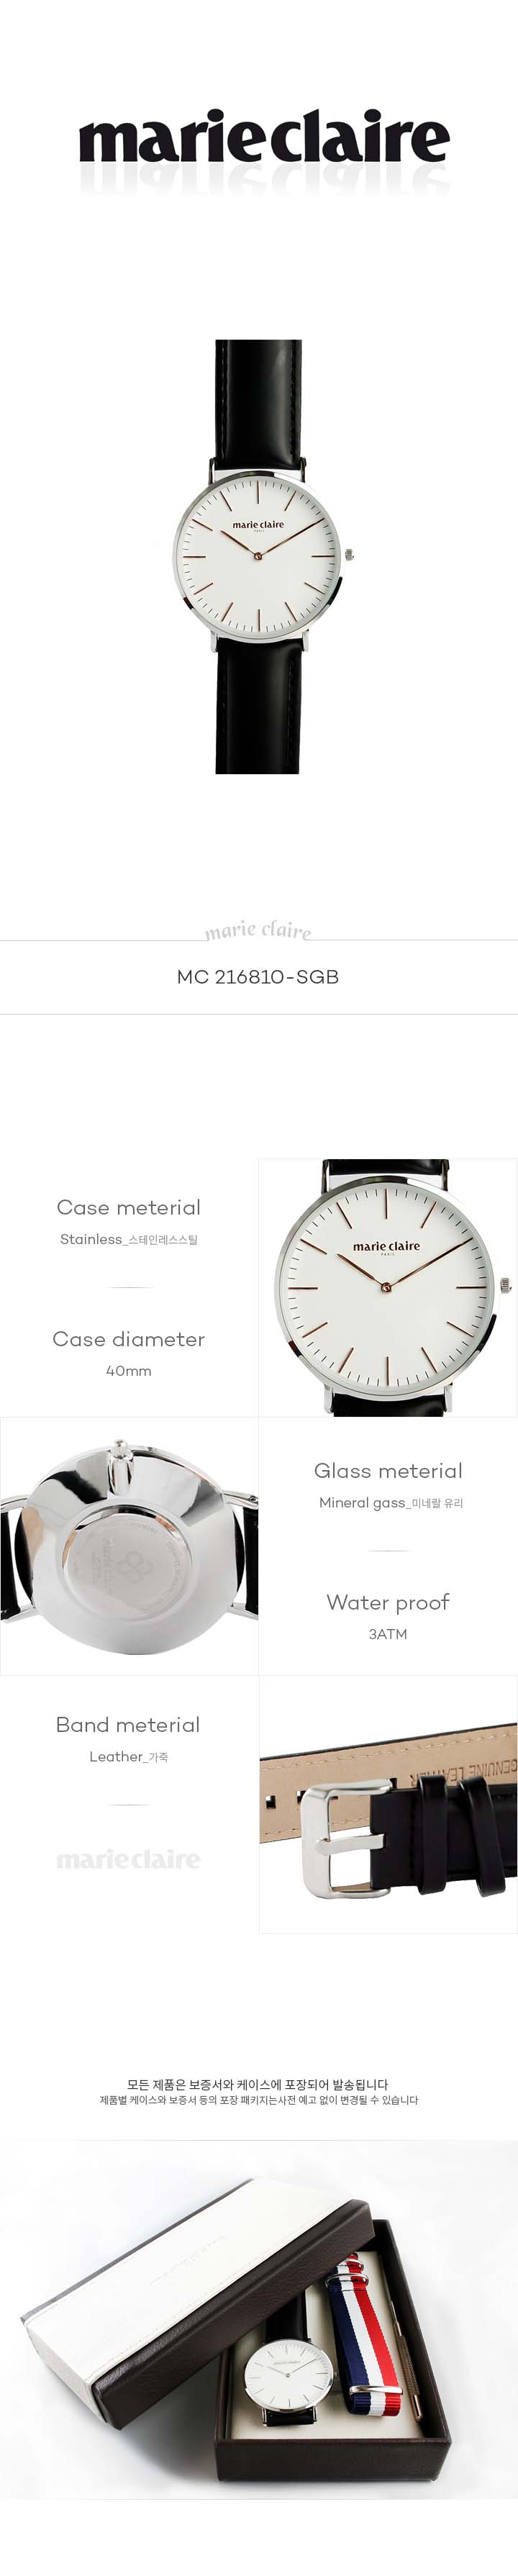 marie claire
marie claire
PARIS
marie claire
MC 216810-SGB
Case meterial
Stainless_스테인레스스틸
Case diameter
40mm
marie claire
PARIS
Glass meterial
Mineral gass_미네랄 유리
Water proof
3ATM
Band meterial
Leather_가죽
marie claire
GENUINE LEATHER
모든 제품은 보증서와 케이스에 포장되어 발송됩니다
제품별 케이스와 보증서 등의 포장 패키지는사전 예고 없이 변경될 수 있습니다